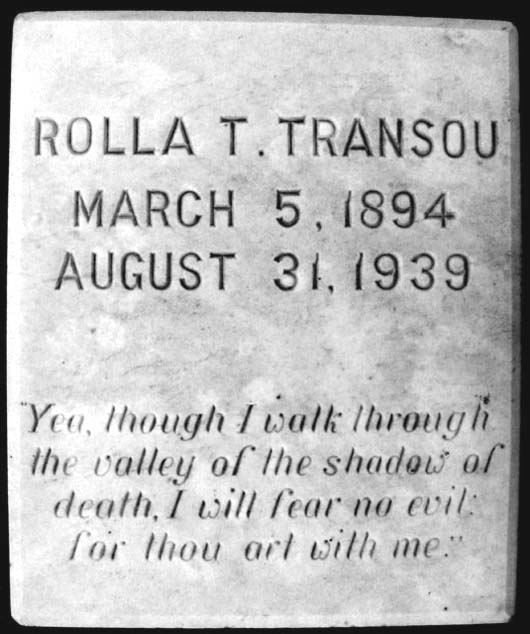 ROLLA T. TRANSOU
MARCH 5, 1894
AUGUST 31, 1939
"Yea, though I walk through
the valley of the shadow of
death, I will fear no evil:
for thou art with me."